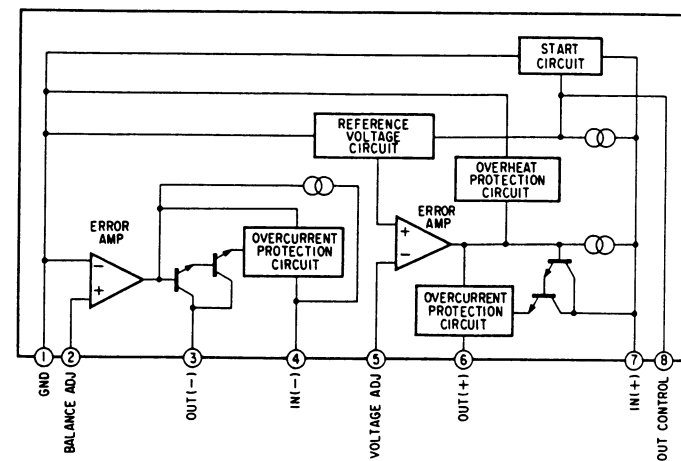 START
CIRCUIT
REFERENCE
VOLTAGE
CIRCUIT
OVERHEAT
PROTECTION
CIRCUIT
ERROR
AMP
ERROR
AMP
OVERCURRENT
PROTECTION
CIRCUIT
OVERCURRENT
PROTECTION
CIRCUIT
- 
+
+
-
1
2
3
4
5
6
7
8
GND
BALANCE ADJ
OUT(-)
IN(-)
VOLTAGE ADJ
OUT(+)
IN(+)
OUT CONTROL